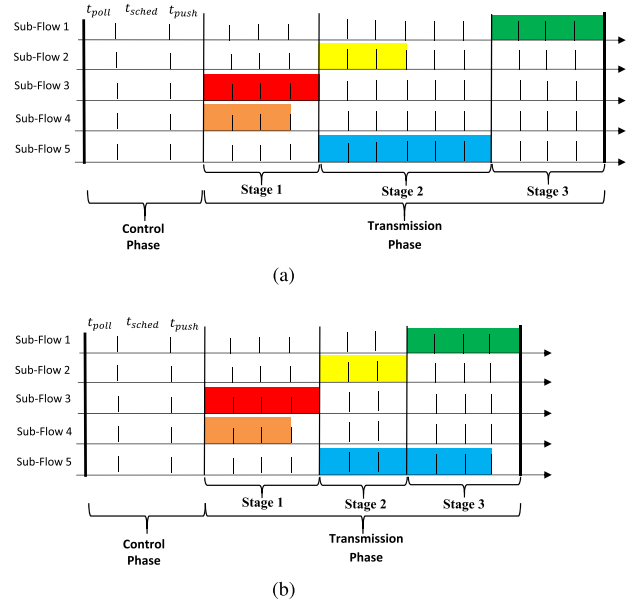 t_poll t_sched t_push
Sub-Flow 1
Sub-Flow 2
Sub-Flow 3
Sub-Flow 4
Sub-Flow 5
Stage 1 Stage 2 Stage 3
Control
Phase
Transmission
Phase
(a)
t_poll t_sched t_push
Sub-Flow 1
Sub-Flow 2
Sub-Flow 3
Sub-Flow 4
Sub-Flow 5
Stage 1 Stage 2 Stage 3
Control
Phase
Transmission
Phase
(b)